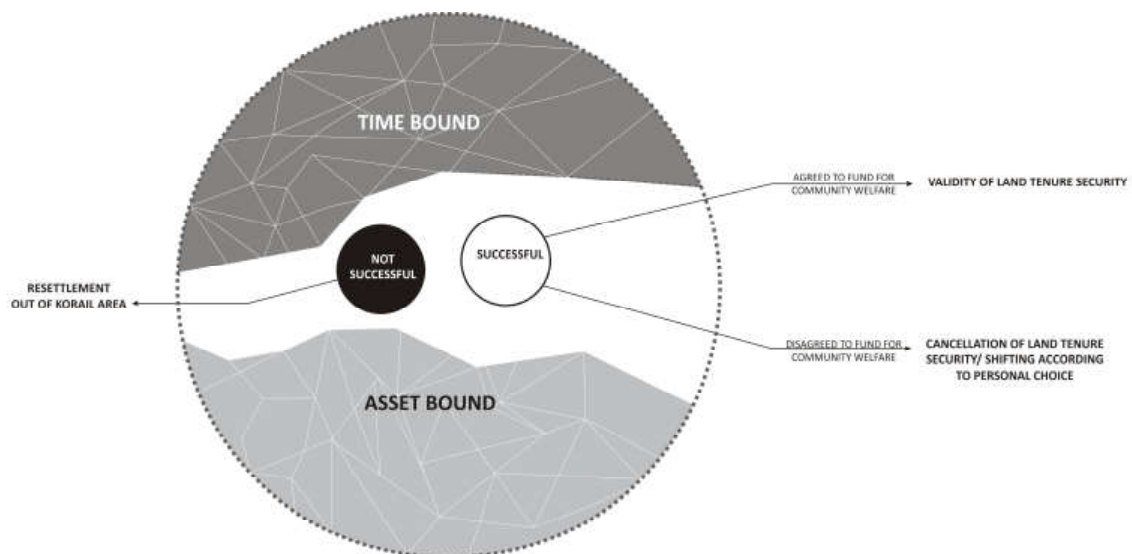 TIME BOUND
AGREED TO FUND FOR
COMMUNITY WELFARE
VALIDITY OF LAND TENURE SECURITY
NOT
SUCCESSFUL
SUCCESSFUL
RESETTLEMENT
OUT OF KORAIL AREA
DISAGREED TO FUND FOR
COMMUNITY WELFARE
CANCELLATION OF LAND TENURE
SECURITY/ SHIFTING ACCORDING
TO PERSONAL CHOICE
ASSET BOUND